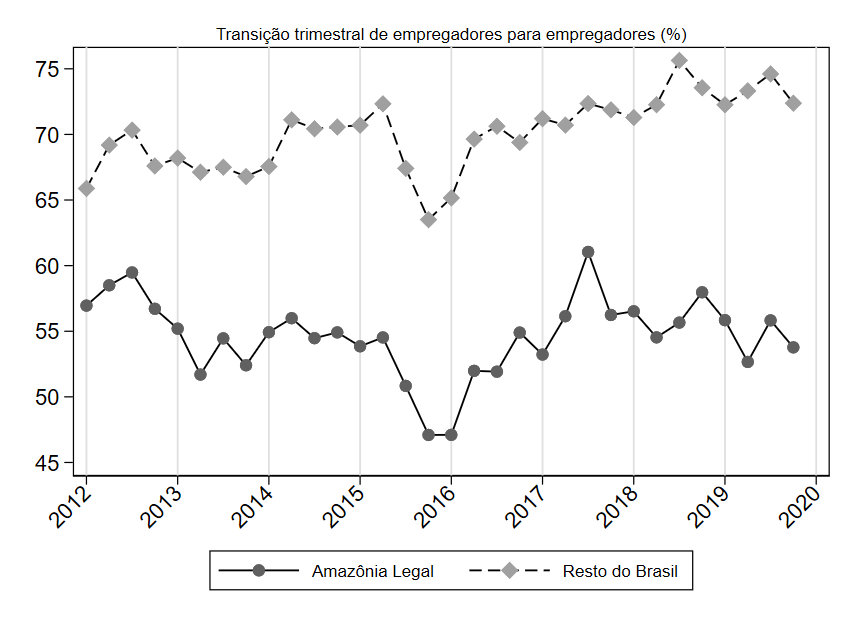 Transição trimestral de empregadores para empregadores (%)
75
70
65
60
55
50
45
2012 2013 2014 2015 2016 2017 2018 2019 2020
Amazônia Legal Resto do Brasil